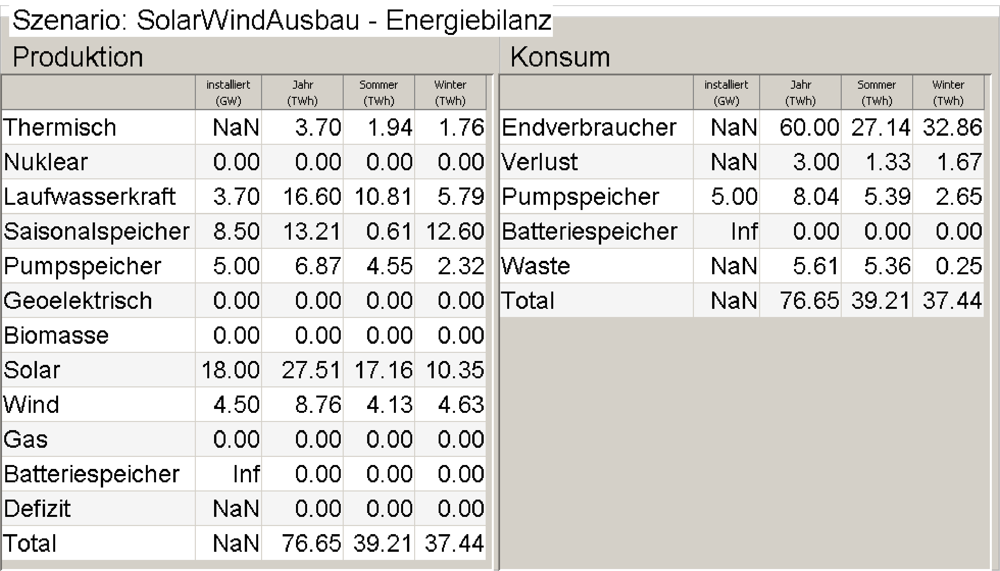 Szenario: SolarWindAusbau - Energiebilanz
Produktion
installiert (GW) Jahr (TWh) Sommer (TWh) Winter (TWh)
Thermisch NaN 3.70 1.94 1.76
Nuklear 0.00 0.00 0.00 0.00
Laufwasserkraft 3.70 16.60 10.81 5.79
Saisonalspeicher 8.50 13.21 0.61 12.60
Pumpspeicher 5.00 6.87 4.55 2.32
Geoelektrisch 0.00 0.00 0.00 0.00
Biomasse 0.00 0.00 0.00 0.00
Solar 18.00 27.51 17.16 10.35
Wind 4.50 8.76 4.13 4.63
Gas 0.00 0.00 0.00 0.00
Batteriespeicher Inf 0.00 0.00 0.00
Defizit NaN 0.00 0.00 0.00
Total NaN 76.65 39.21 37.44
Konsum
installiert (GW) Jahr (TWh) Sommer (TWh) Winter (TWh)
Endverbraucher NaN 60.00 27.14 32.86
Verlust NaN 3.00 1.33 1.67
Pumpspeicher 5.00 8.04 5.39 2.65
Batteriespeicher Inf 0.00 0.00 0.00
Waste NaN 5.61 5.36 0.25
Total NaN 76.65 39.21 37.44